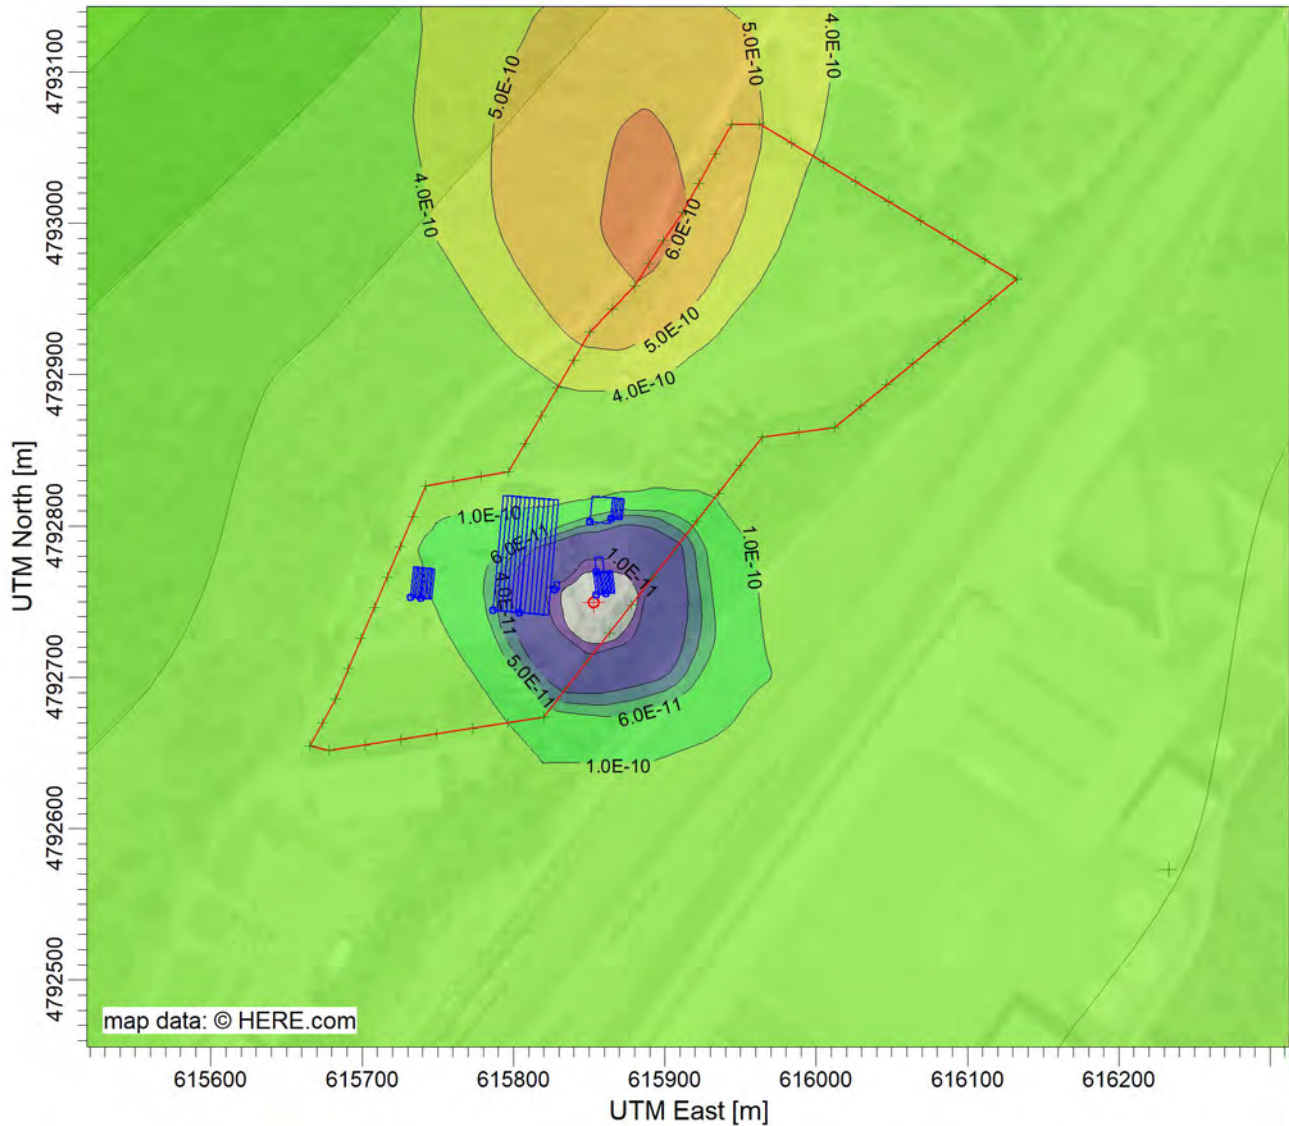 5.0E-10
5.0E-10
4.0E-10
4.0E-10
6.0E-10
5.0E-10
4.0E-10
1.0E-10
6.0E-11
1.0E-11
1.0E-10
4.0E-11
5.0E-11
6.0E-11
1.0E-10
4793100
4793000
4792900
4792800
4792700
4792600
4792500
UTM North [m]
map data: © HERE.com
615600 615700 615800 615900 616000 616100 616200
UTM East [m]